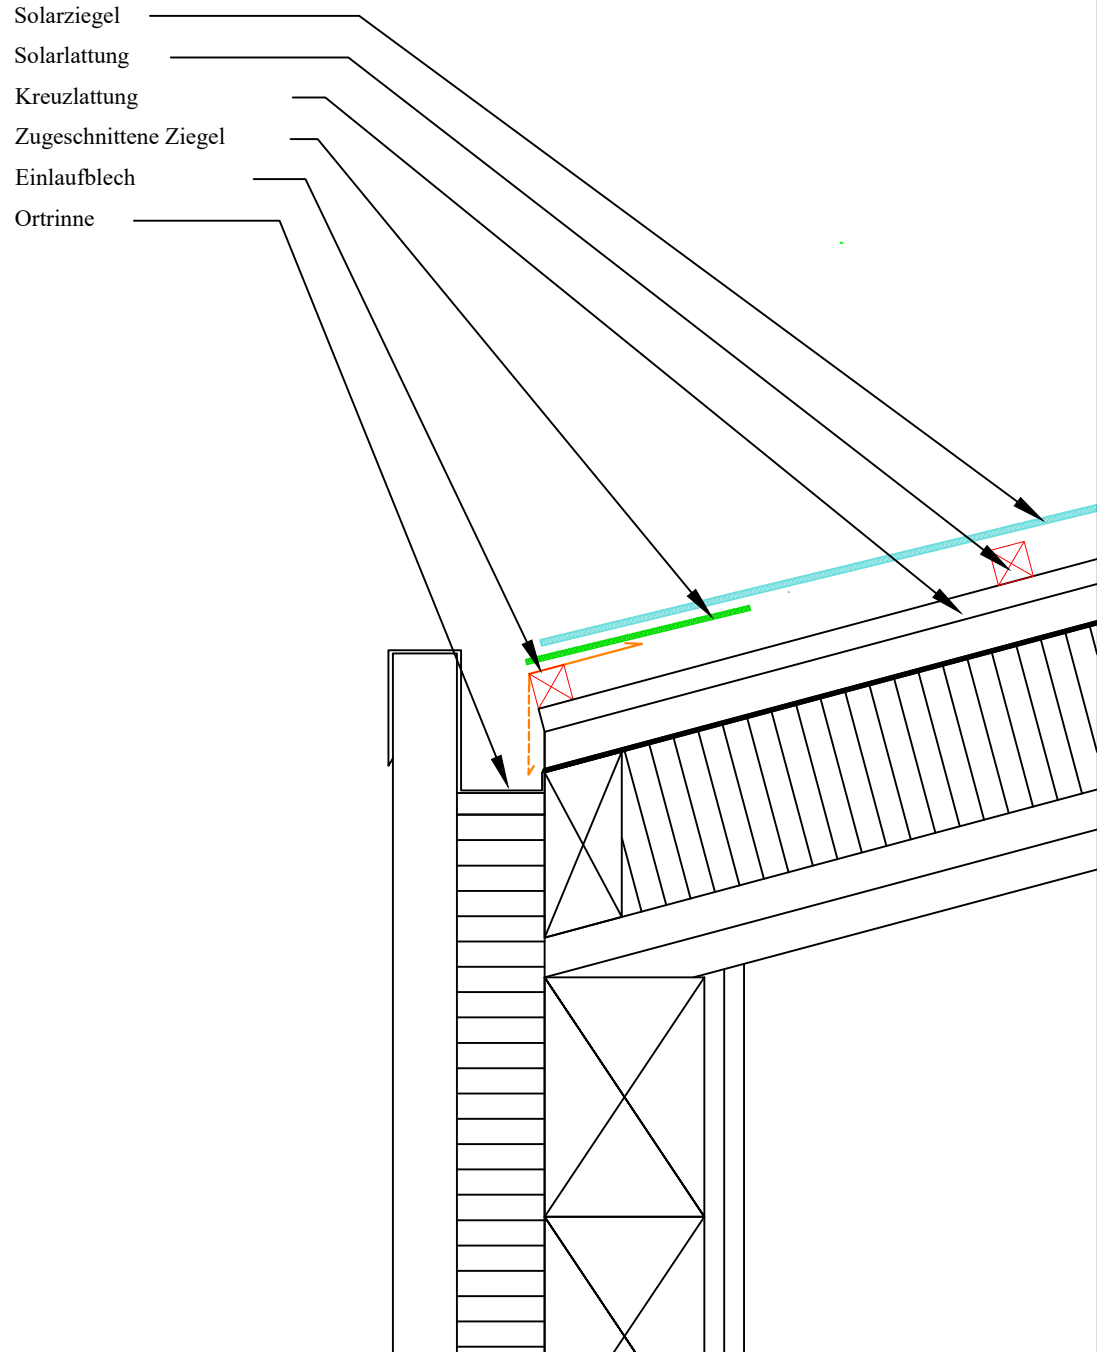 Solarziegel
Solarlattung
Kreuzlattung
Zugeschnittene Ziegel
Einlaufblech
Ortrinne